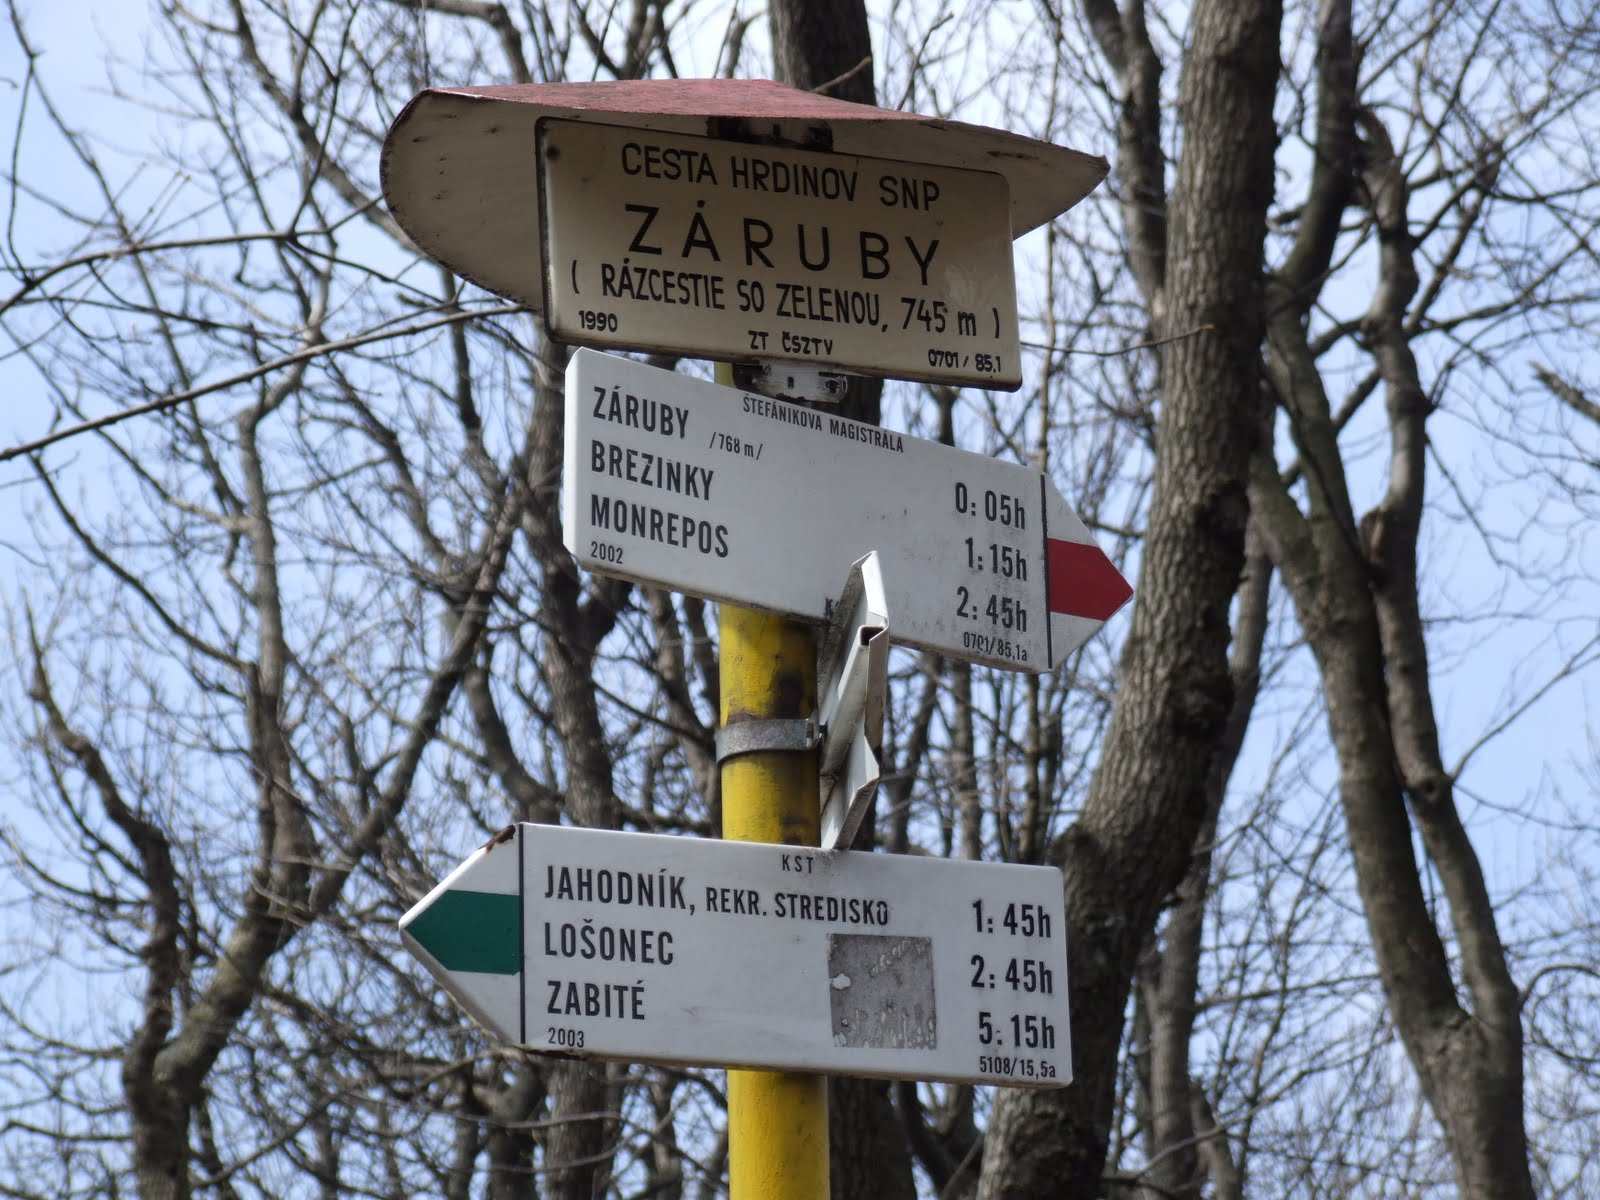 CESTA HRDINOV SNP
ZÁRUBY
( RÁZCESTIE SO ZELENOU, 745 m )
1990 ZT ČSZTV 0701/85.1
ŠTEFÁNIKOVA MAGISTRÁLA
ZÁRUBY /768 m/ 0:05h
BREZINKY 1:15h
MONREPOS 2:45h
2002 0701/85,1a
KST
JAHODNÍK, REKR. STREDISKO 1:45h
LOŠONEC 2:45h
ZABITÉ 5:15h
2003 5108/15,5a